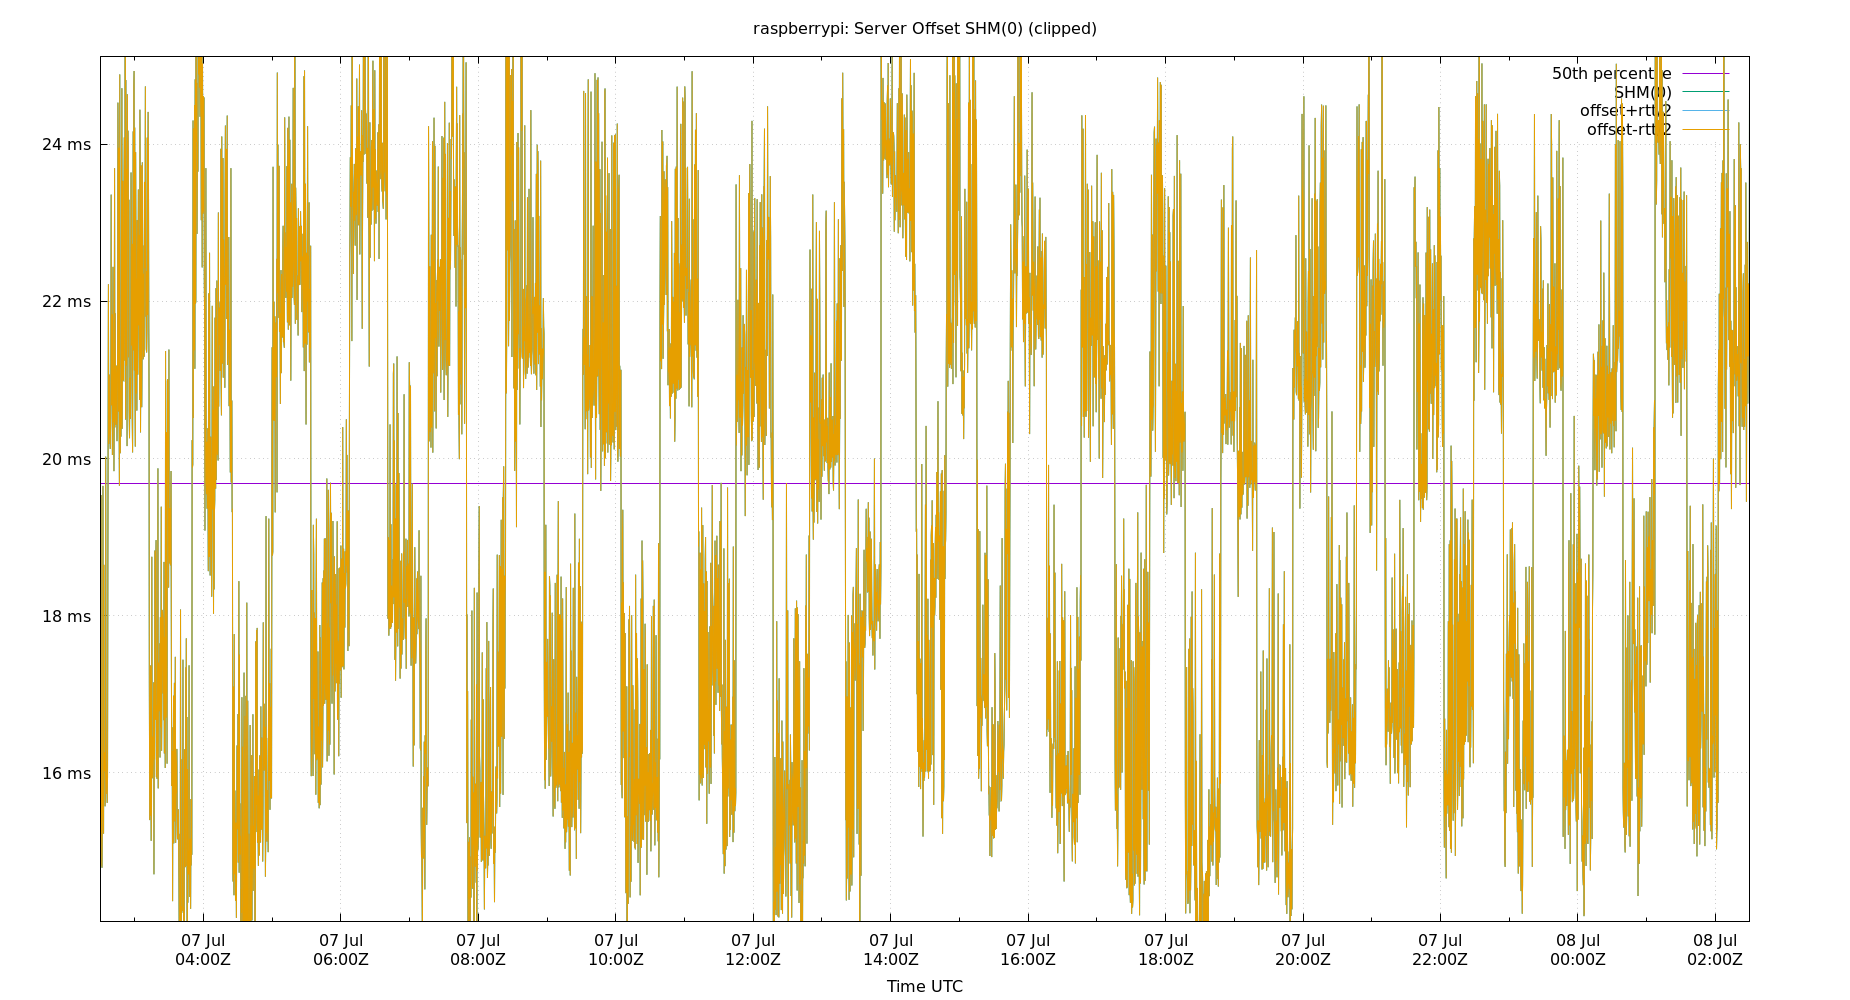 raspberrypi: Server Offset SHM(0) (clipped)
50th percentile
SHM(0)
offset+rtt/2
offset-rtt/2
24 ms
22 ms
20 ms
18 ms
16 ms
07 Jul 07 Jul 07 Jul 07 Jul 07 Jul 07 Jul 07 Jul 07 Jul 07 Jul 07 Jul 08 Jul 08 Jul
04:00Z 06:00Z 08:00Z 10:00Z 12:00Z 14:00Z 16:00Z 18:00Z 20:00Z 22:00Z 00:00Z 02:00Z
Time UTC